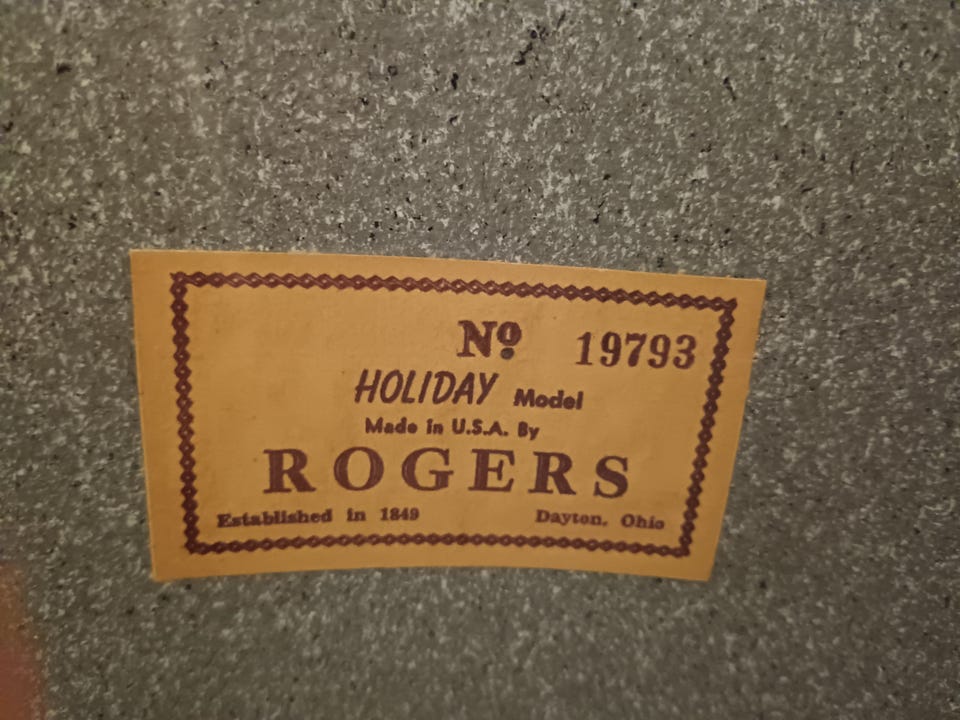 Nº 19793
HOLIDAY Model
Made in U.S.A. By
ROGERS
Established in 1849 Dayton, Ohio